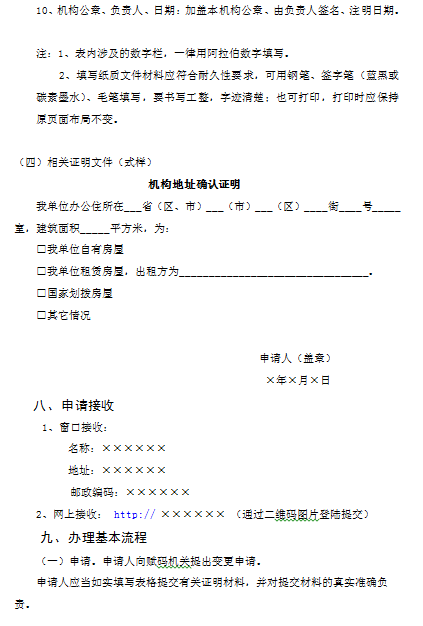 10、机构公章、负责人、日期：加盖本机构公章、由负责人签名、注明日期。
注：1、表内涉及的数字栏，一律用阿拉伯数字填写。
2、填写纸质文件材料应符合耐久性要求，可用钢笔、签字笔（蓝黑或
碳素墨水）、毛笔填写，要书写工整，字迹清楚；也可打印，打印时应保持
原页面布局不变。
（四）相关证明文件（式样）
机构地址确认证明
我单位办公住所在___省（区、市）___（市）___（区）____街____号_____
室，建筑面积_____平方米，为：
□我单位自有房屋
□我单位租赁房屋，出租方为________________________________。
□国家划拨房屋
□其它情况
申请人（盖章）
×年×月×日
八、申请接收
1、窗口接收：
名称：××××××
地址：××××××
邮政编码：××××××
2、网上接收： http:// ×××××× （通过二维码图片登陆提交）
九、办理基本流程
（一）申请。申请人向赋码机关提出变更申请。
申请人应当如实填写表格提交有关证明材料，并对提交材料的真实准确负
责。